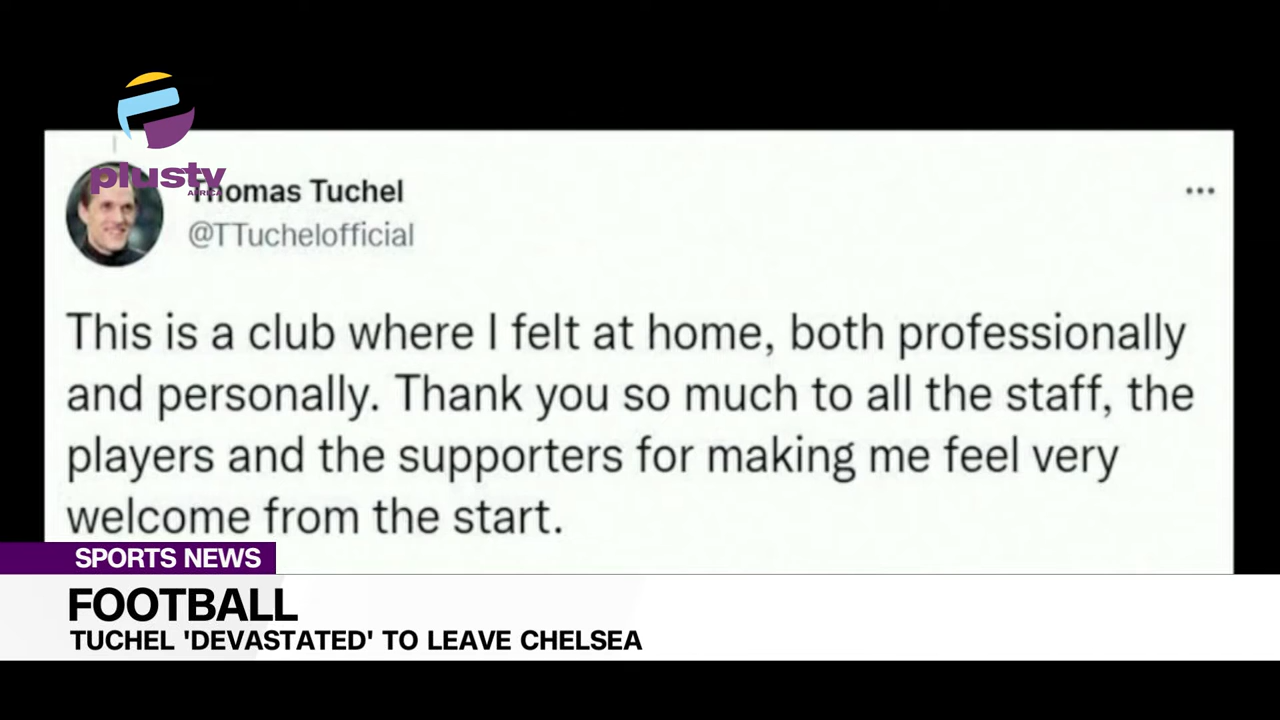 plustv
AFRICA
Thomas Tuchel
@TTuchelofficial
This is a club where I felt at home, both professionally
and personally. Thank you so much to all the staff, the
players and the supporters for making me feel very
welcome from the start.
SPORTS NEWS
FOOTBALL
TUCHEL 'DEVASTATED' TO LEAVE CHELSEA